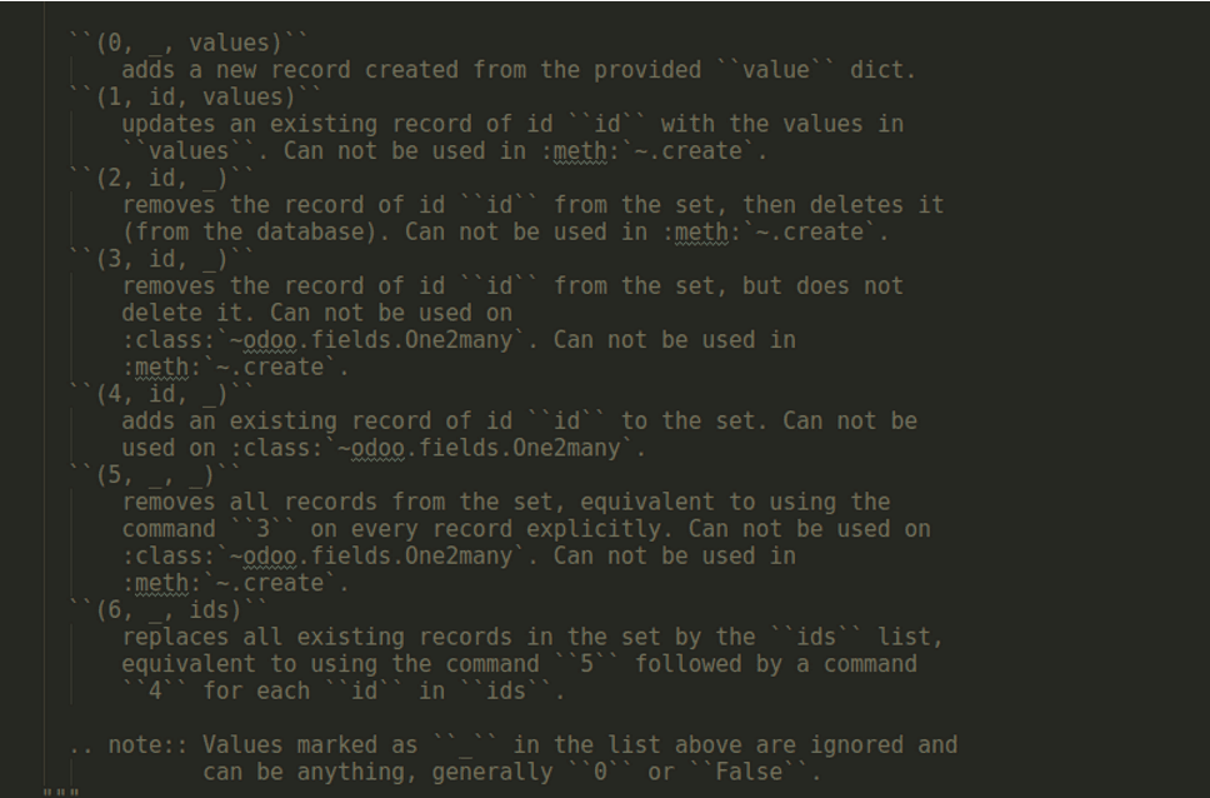 ``(0, _, values)``
adds a new record created from the provided ``value`` dict.
``(1, id, values)``
updates an existing record of id ``id`` with the values in
``values``. Can not be used in :meth:`~.create`.
``(2, id, _)``
removes the record of id ``id`` from the set, then deletes it
(from the database). Can not be used in :meth:`~.create`.
``(3, id, _)``
removes the record of id ``id`` from the set, but does not
delete it. Can not be used on
:class:`~odoo.fields.One2many`. Can not be used in
:meth:`~.create`.
``(4, id, _)``
adds an existing record of id ``id`` to the set. Can not be
used on :class:`~odoo.fields.One2many`.
``(5, _, _)``
removes all records from the set, equivalent to using the
command ``3`` on every record explicitly. Can not be used on
:class:`~odoo.fields.One2many`. Can not be used in
:meth:`~.create`.
``(6, _, ids)``
replaces all existing records in the set by the ``ids`` list,
equivalent to using the command ``5`` followed by a command
``4`` for each ``id`` in ``ids``.
.. note:: Values marked as ``_`` in the list above are ignored and
can be anything, generally ``0`` or ``False``.
"""